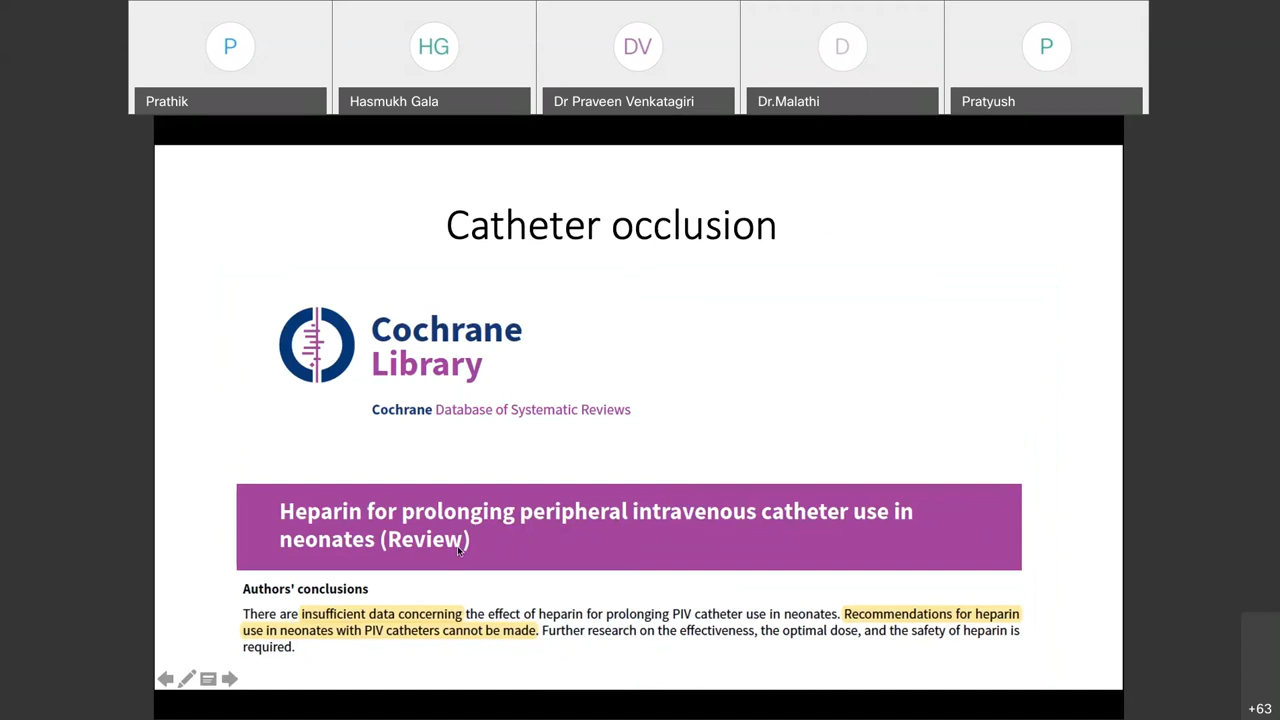 P
HG
DV
D
P
Prathik
Hasmukh Gala
Dr Praveen Venkatagiri
Dr.Malathi
Pratyush
Catheter occlusion
Cochrane
Library
Cochrane Database of Systematic Reviews
Heparin for prolonging peripheral intravenous catheter use in
neonates (Review)
Authors' conclusions
There are insufficient data concerning the effect of heparin for prolonging PIV catheter use in neonates. Recommendations for heparin
use in neonates with PIV catheters cannot be made. Further research on the effectiveness, the optimal dose, and the safety of heparin is
required.
+63